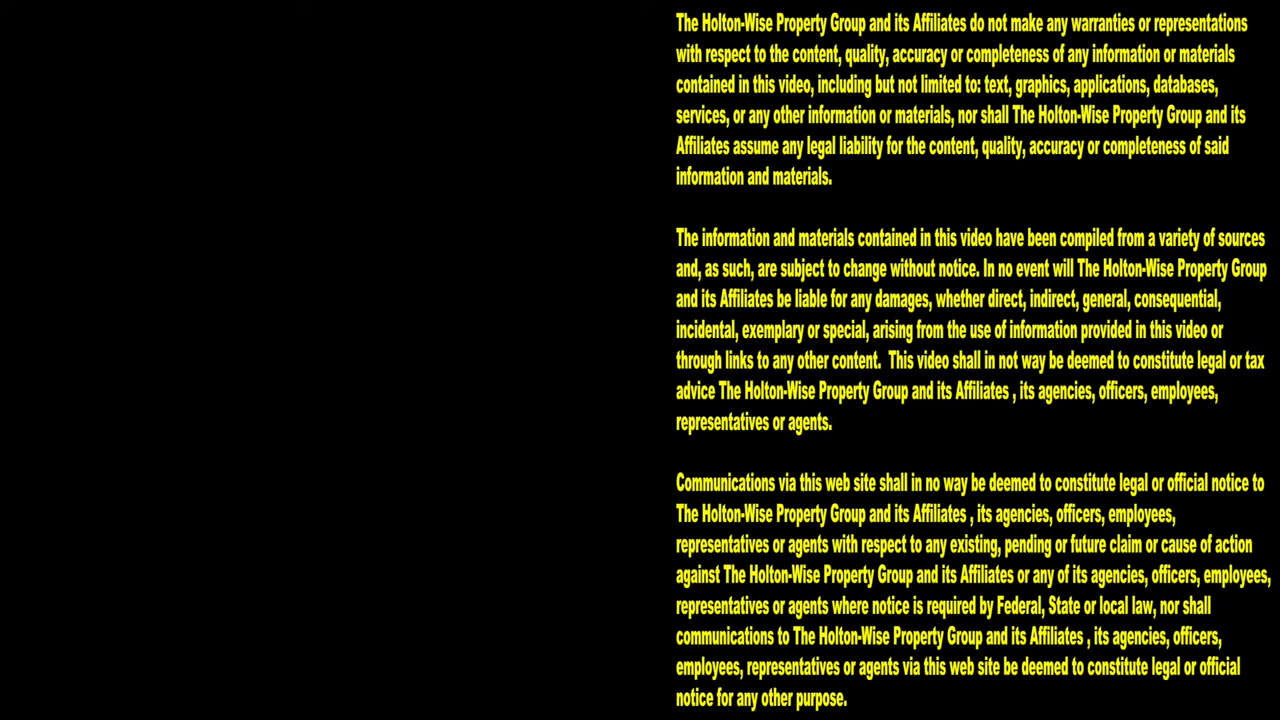 The Holton-Wise Property Group and its Affiliates do not make any warranties or representations
with respect to the content, quality, accuracy or completeness of any information or materials
contained in this video, including but not limited to: text, graphics, applications, databases,
services, or any other information or materials, nor shall The Holton-Wise Property Group and its
Affiliates assume any legal liability for the content, quality, accuracy or completeness of said
information and materials.

The information and materials contained in this video have been compiled from a variety of sources
and, as such, are subject to change without notice. In no event will The Holton-Wise Property Group
and its Affiliates be liable for any damages, whether direct, indirect, general, consequential,
incidental, exemplary or special, arising from the use of information provided in this video or
through links to any other content.  This video shall in not way be deemed to constitute legal or tax
advice The Holton-Wise Property Group and its Affiliates , its agencies, officers, employees,
representatives or agents.

Communications via this web site shall in no way be deemed to constitute legal or official notice to
The Holton-Wise Property Group and its Affiliates , its agencies, officers, employees,
representatives or agents with respect to any existing, pending or future claim or cause of action
against The Holton-Wise Property Group and its Affiliates or any of its agencies, officers, employees,
representatives or agents where notice is required by Federal, State or local law, nor shall
communications to The Holton-Wise Property Group and its Affiliates , its agencies, officers,
employees, representatives or agents via this web site be deemed to constitute legal or official
notice for any other purpose.